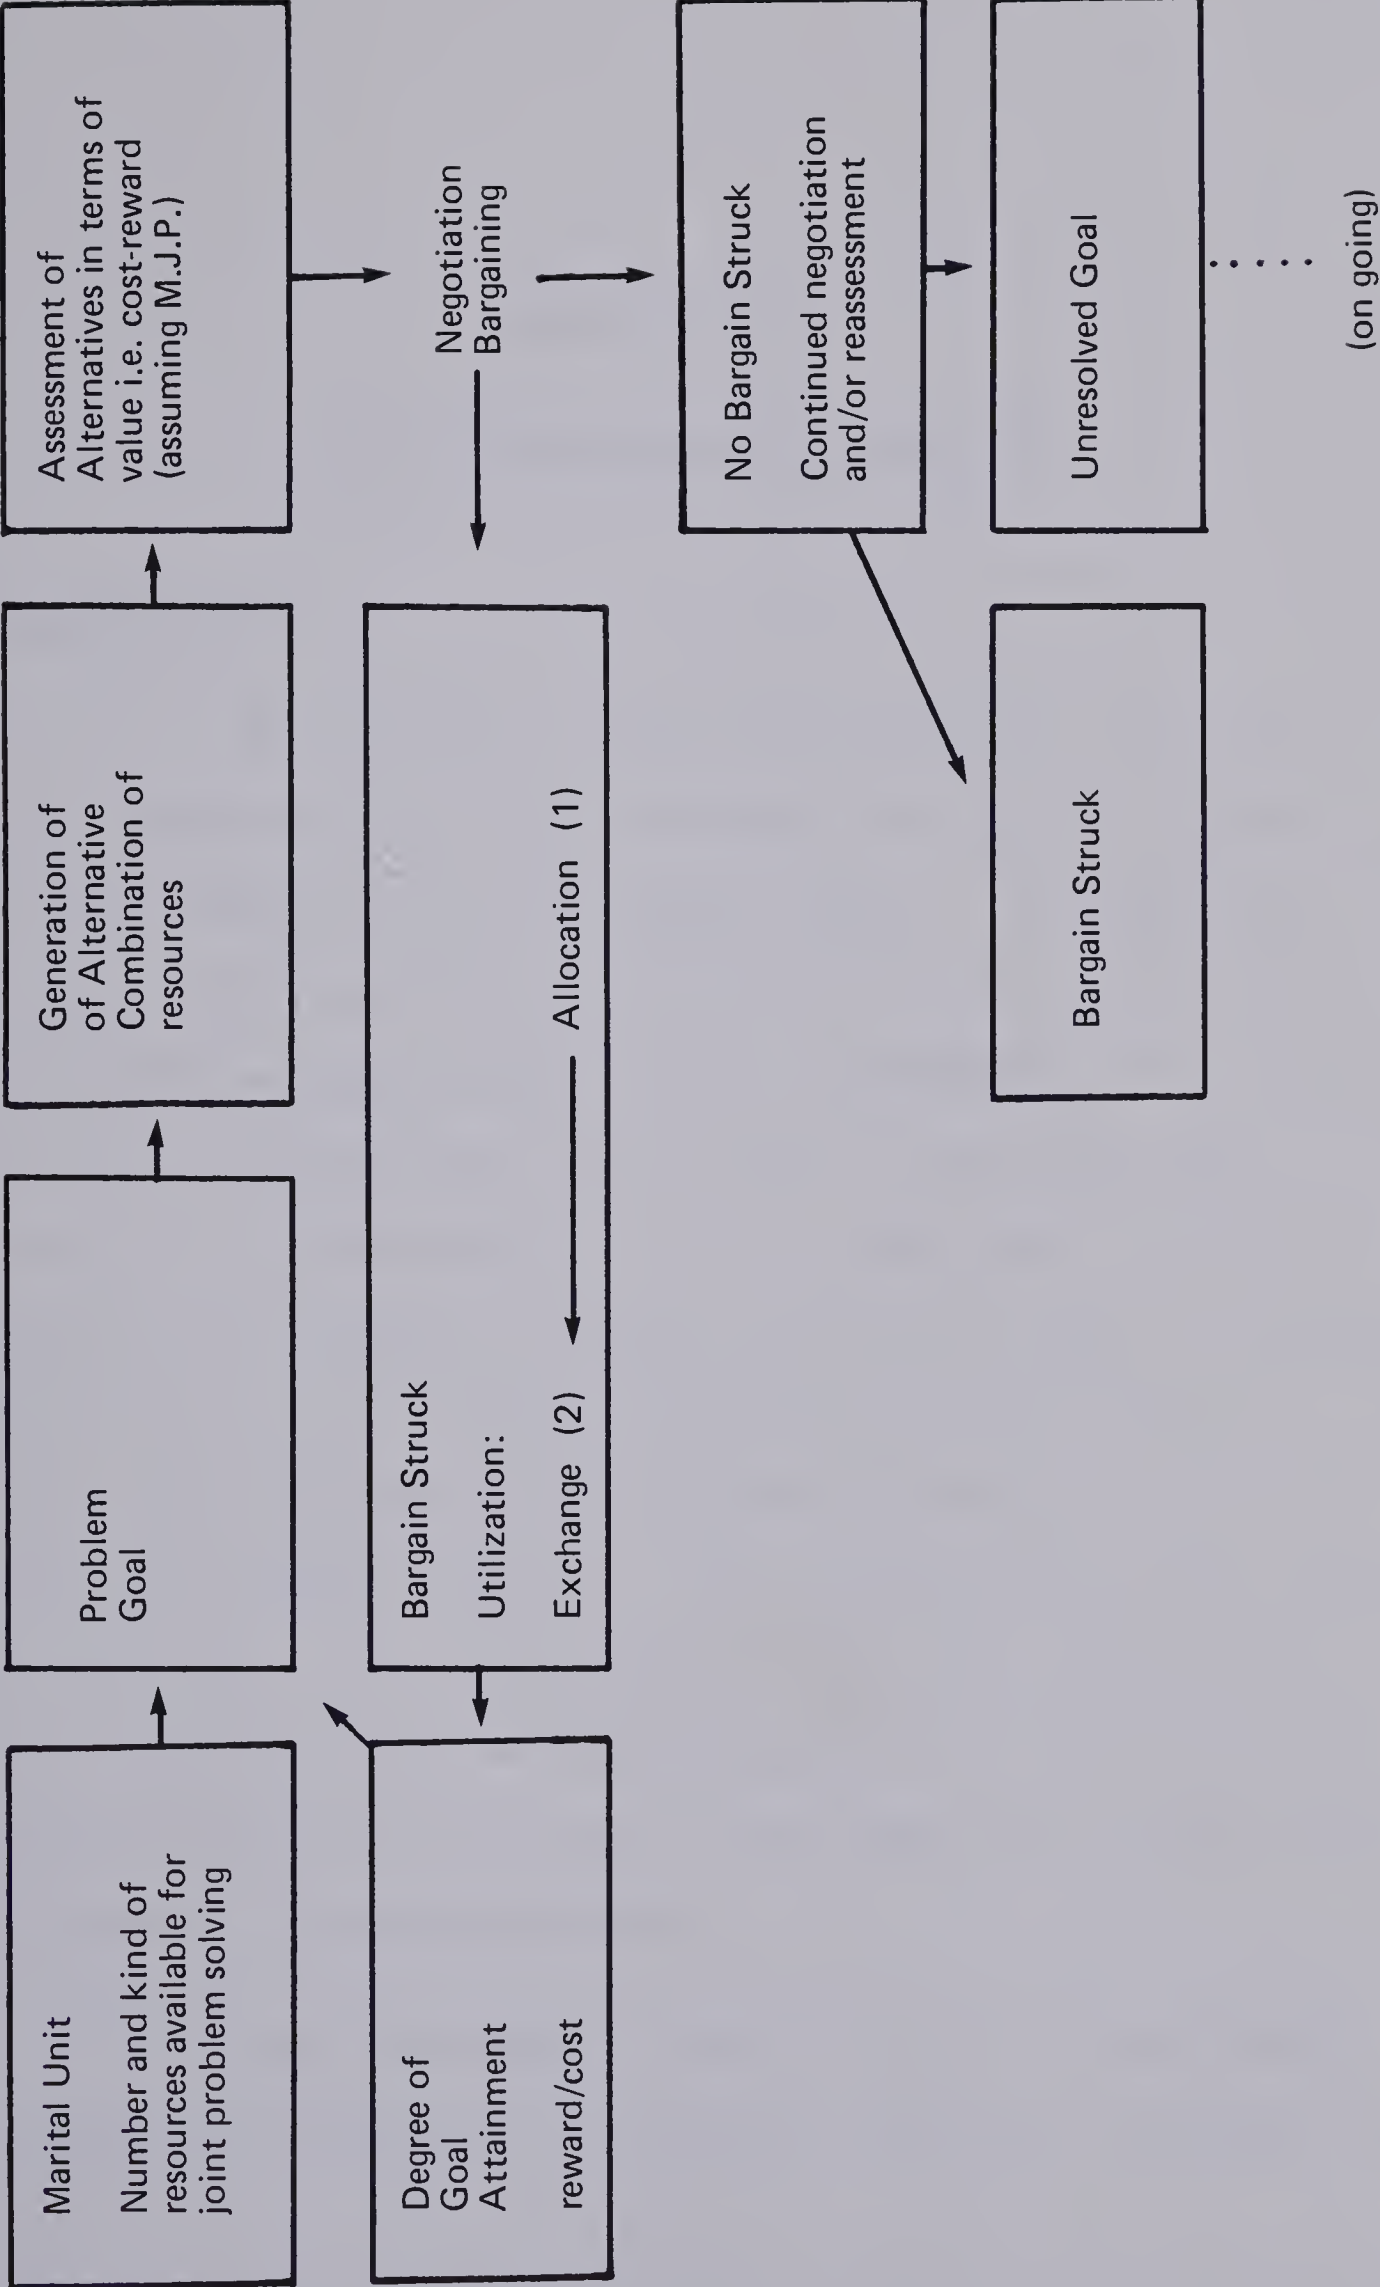 Marital Unit
Number and kind of
resources available for
joint problem solving
Problem
Goal
Generation of
of Alternative
Combination of
resources
Assessment of
Alternatives in terms of
value i.e. cost-reward
(assuming M.J.P.)
Negotiation
Bargaining
Bargain Struck
Utilization:
Exchange (2)
Allocation (1)
Degree of
Goal
Attainment
reward/cost
No Bargain Struck
Continued negotiation
and/or reassessment
Bargain Struck
Unresolved Goal
(on going)